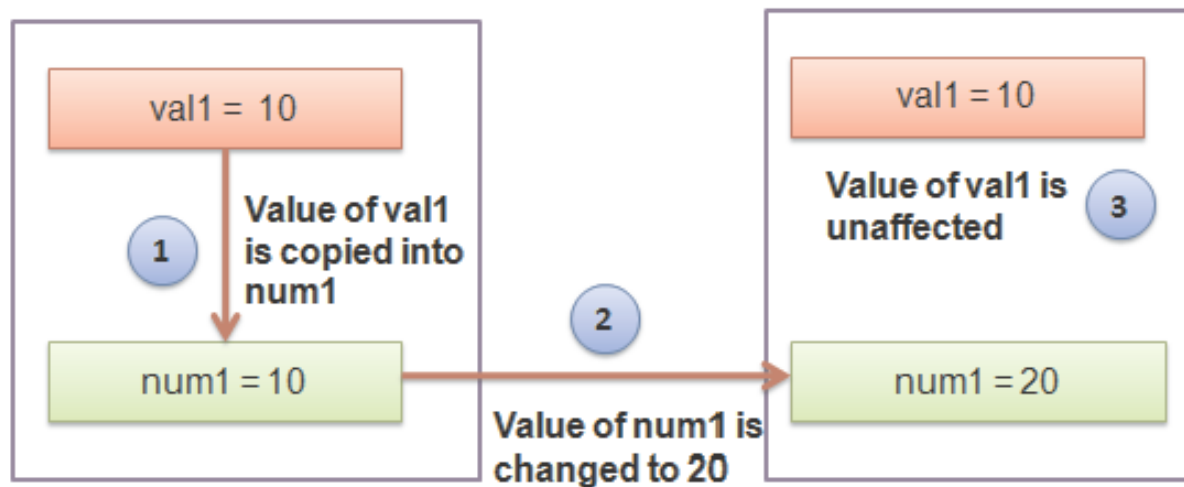 val1 = 10
1
Value of val1
is copied into
num1
num1 = 10
2
Value of num1 is
changed to 20
val1 = 10
Value of val1 is
unaffected
3
num1 = 20